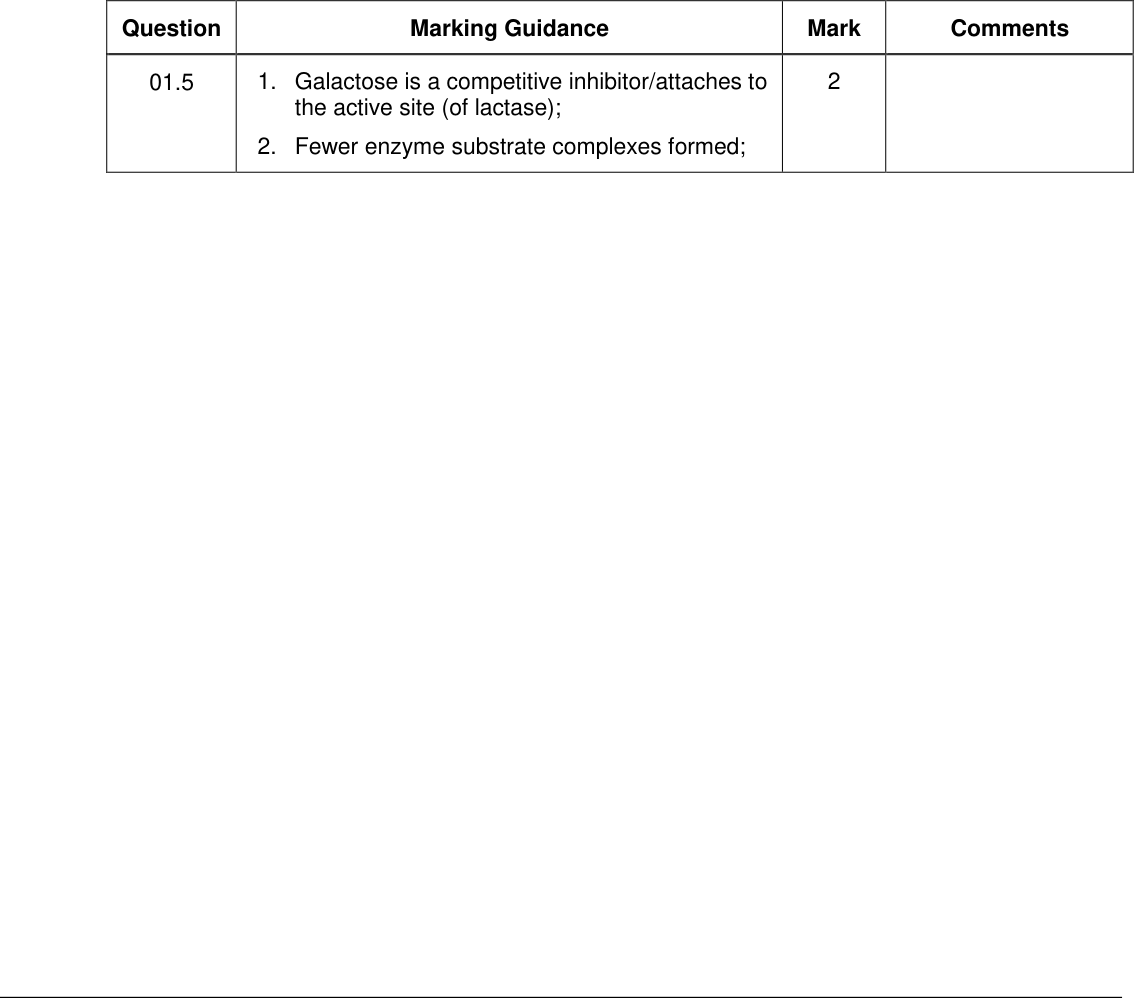 Question Marking Guidance Mark Comments
01.5 1. Galactose is a competitive inhibitor/attaches to 2
the active site (of lactase);
2. Fewer enzyme substrate complexes formed;